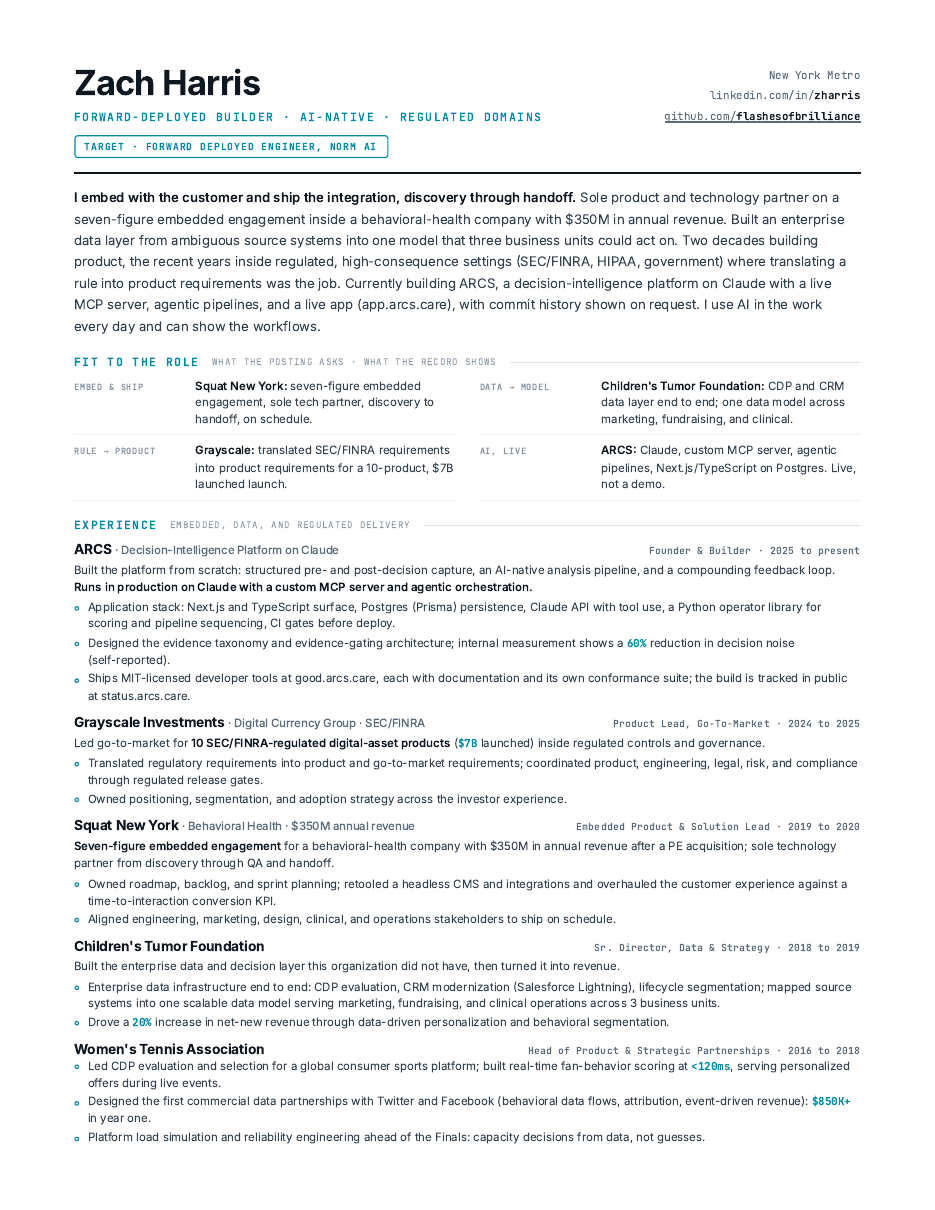 Zach Harris
New York Metro
linkedin.com/in/zharris
github.com/flashesofbrilliance
FORWARD-DEPLOYED BUILDER · AI-NATIVE · REGULATED DOMAINS
TARGET · FORWARD DEPLOYED ENGINEER, NORM AI
I embed with the customer and ship the integration, discovery through handoff. Sole product and technology partner on a
seven-figure embedded engagement inside a behavioral-health company with $350M in annual revenue. Built an enterprise
data layer from ambiguous source systems into one model that three business units could act on. Two decades building
product, the recent years inside regulated, high-consequence settings (SEC/FINRA, HIPAA, government) where translating a
rule into product requirements was the job. Currently building ARCS, a decision-intelligence platform on Claude with a live
MCP server, agentic pipelines, and a live app (app.arcs.care), with commit history shown on request. I use AI in the work
every day and can show the workflows.
FIT TO THE ROLE WHAT THE POSTING ASKS · WHAT THE RECORD SHOWS
EMBED & SHIP
Squat New York: seven-figure embedded
engagement, sole tech partner, discovery to
handoff, on schedule.
DATA → MODEL
Children's Tumor Foundation: CDP and CRM
data layer end to end; one data model across
marketing, fundraising, and clinical.
RULE → PRODUCT
Grayscale: translated SEC/FINRA requirements
into product requirements for a 10-product, $7B
launched launch.
AI, LIVE
ARCS: Claude, custom MCP server, agentic
pipelines, Next.js/TypeScript on Postgres. Live,
not a demo.
EXPERIENCE EMBEDDED, DATA, AND REGULATED DELIVERY
ARCS · Decision-Intelligence Platform on Claude Founder & Builder · 2025 to present
Built the platform from scratch: structured pre- and post-decision capture, an AI-native analysis pipeline, and a compounding feedback loop.
Runs in production on Claude with a custom MCP server and agentic orchestration.
Application stack: Next.js and TypeScript surface, Postgres (Prisma) persistence, Claude API with tool use, a Python operator library for
scoring and pipeline sequencing, CI gates before deploy.
Designed the evidence taxonomy and evidence-gating architecture; internal measurement shows a 60% reduction in decision noise
(self-reported).
Ships MIT-licensed developer tools at good.arcs.care, each with documentation and its own conformance suite; the build is tracked in public
at status.arcs.care.
Grayscale Investments · Digital Currency Group · SEC/FINRA Product Lead, Go-To-Market · 2024 to 2025
Led go-to-market for 10 SEC/FINRA-regulated digital-asset products ($7B launched) inside regulated controls and governance.
Translated regulatory requirements into product and go-to-market requirements; coordinated product, engineering, legal, risk, and compliance
through regulated release gates.
Owned positioning, segmentation, and adoption strategy across the investor experience.
Squat New York · Behavioral Health · $350M annual revenue Embedded Product & Solution Lead · 2019 to 2020
Seven-figure embedded engagement for a behavioral-health company with $350M in annual revenue after a PE acquisition; sole technology
partner from discovery through QA and handoff.
Owned roadmap, backlog, and sprint planning; retooled a headless CMS and integrations and overhauled the customer experience against a
time-to-interaction conversion KPI.
Aligned engineering, marketing, design, clinical, and operations stakeholders to ship on schedule.
Children's Tumor Foundation Sr. Director, Data & Strategy · 2018 to 2019
Built the enterprise data and decision layer this organization did not have, then turned it into revenue.
Enterprise data infrastructure end to end: CDP evaluation, CRM modernization (Salesforce Lightning), lifecycle segmentation; mapped source
systems into one scalable data model serving marketing, fundraising, and clinical operations across 3 business units.
Drove a 20% increase in net-new revenue through data-driven personalization and behavioral segmentation.
Women's Tennis Association Head of Product & Strategic Partnerships · 2016 to 2018
Led CDP evaluation and selection for a global consumer sports platform; built real-time fan-behavior scoring at <120ms, serving personalized
offers during live events.
Designed the first commercial data partnerships with Twitter and Facebook (behavioral data flows, attribution, event-driven revenue): $850K+
in year one.
Platform load simulation and reliability engineering ahead of the Finals: capacity decisions from data, not guesses.